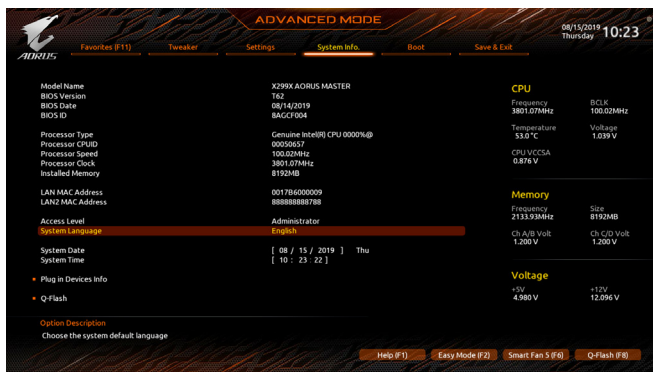 ADVANCED MODE
08/15/2019 Thursday 10:23
AORUS
Favorites (F11) Tweaker Settings System Info. Boot Save & Exit
Model Name X299X AORUS MASTER
BIOS Version T62
BIOS Date 08/14/2019
BIOS ID 8AGCF004
Processor Type Genuine Intel(R) CPU 0000%@
Processor CPUID 00050657
Processor Speed 100.02MHz
Processor Clock 3801.07MHz
Installed Memory 8192MB
LAN MAC Address 0017B6000009
LAN2 MAC Address 888888888788
Access Level Administrator
System Language English
System Date [ 08 / 15 / 2019 ] Thu
System Time [ 10 : 23 : 22 ]
Plug in Devices Info
Q-Flash
Option Description
Choose the system default language
CPU
Frequency BCLK
3801.07MHz 100.02MHz
Temperature Voltage
53.0 °C 1.039 V
CPU VCCSA
0.876 V
Memory
Frequency Size
2133.93MHz 8192MB
Ch A/B Volt Ch C/D Volt
1.200 V 1.200 V
Voltage
+5V +12V
4.980 V 12.096 V
Help (F1) Easy Mode (F2) Smart Fan 5 (F6) Q-Flash (F8)